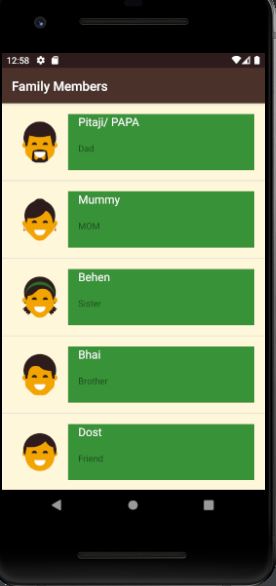 12:58
Family Members
Pitaji/ PAPA
Dad
Mummy
MOM
Behen
Sister
Bhai
Brother
Dost
Friend